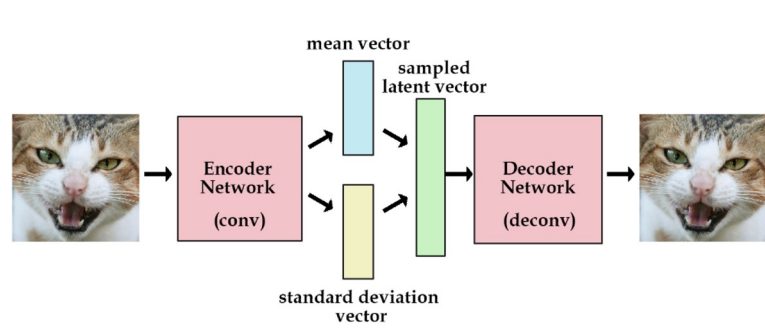 mean vector
sampled
latent vector
Encoder
Network
(conv)
Decoder
Network
(deconv)
standard deviation
vector